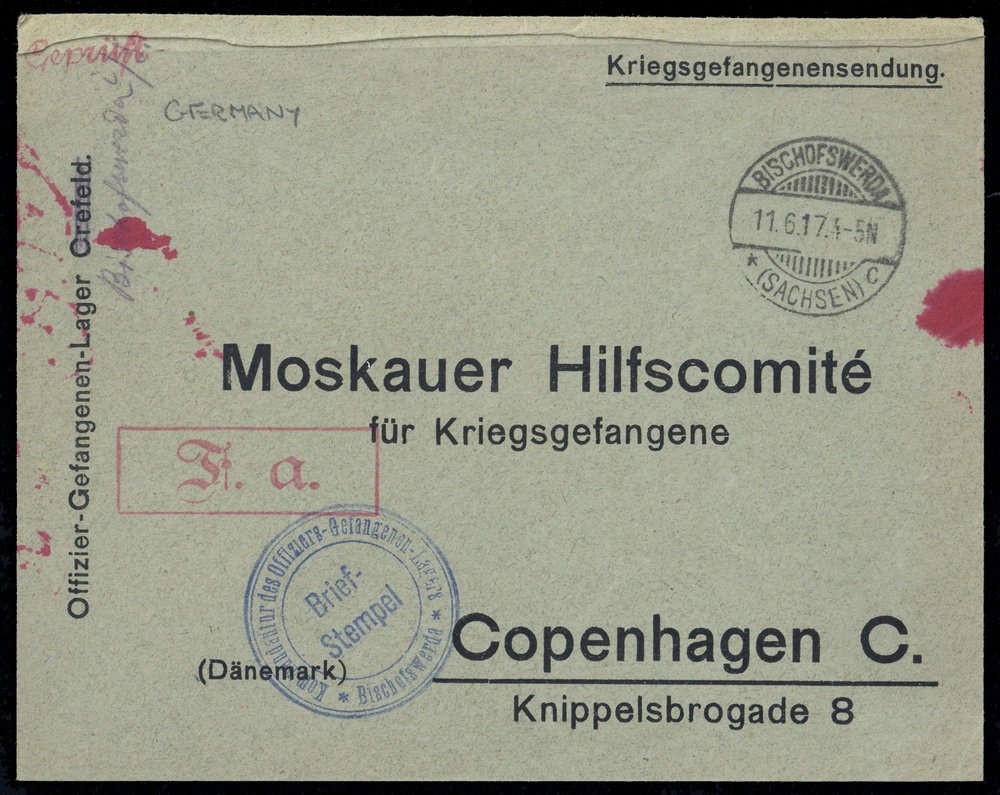 Geprüft
GERMANY
Kriegsgefangenensendung.
BISCHOFSWERDA
11.6.17.4-5N
* (SACHSEN) C
Offizier-Gefangenen-Lager Crefeld.
Bischofswerda
Moskauer Hilfscomité
für Kriegsgefangene
F. a.
Kommandantur des Offiziers-Gefangenen-Lagers * Bischofswerda *
Brief-
Stempel
Copenhagen C.
(Dänemark)
Knippelsbrogade 8